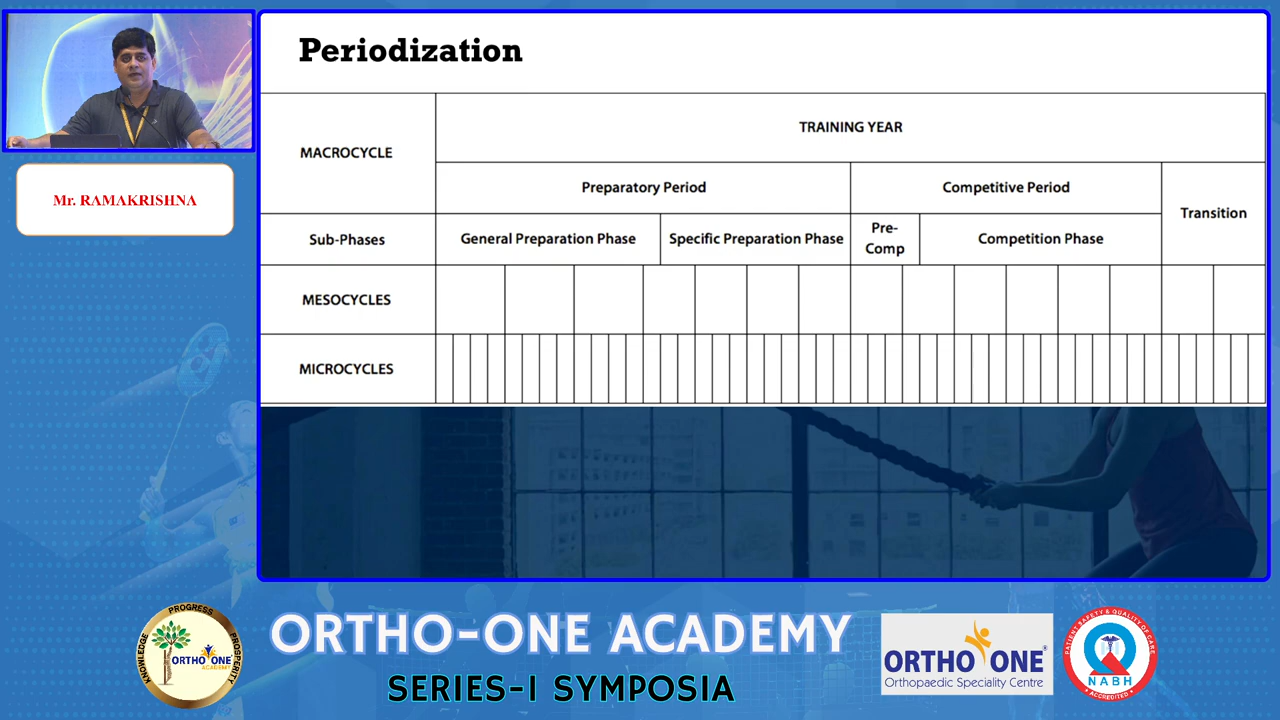 Periodization
Mr. RAMAKRISHNA
MACROCYCLE
TRAINING YEAR
Preparatory Period
Competitive Period
Transition
Sub-Phases
General Preparation Phase
Specific Preparation Phase
Pre-
Comp
Competition Phase
MESOCYCLES
MICROCYCLES
KNOWLEDGE
PROGRESS
PROSPERITY
ORTHO ONE
ACADEMY
ORTHO-ONE ACADEMY
SERIES-I SYMPOSIA
ORTHO ONE®
Orthopaedic Speciality Centre
PATIENT SAFETY & QUALITY OF CARE
NABH
ACCREDITED